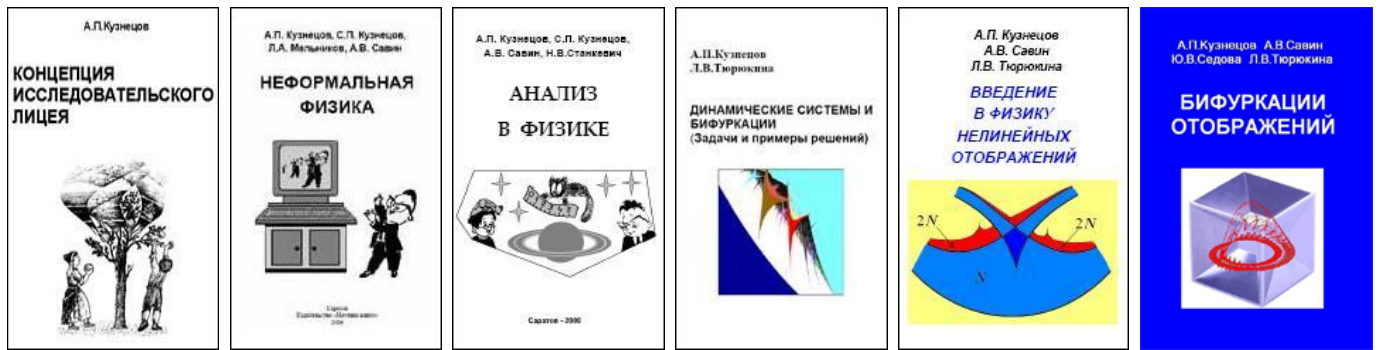 А.П.Кузнецов
КОНЦЕПЦИЯ
ИССЛЕДОВАТЕЛЬСКОГО
ЛИЦЕЯ
А.П. Кузнецов, С.П. Кузнецов,
Л.А. Мельников, А.В. Савин
НЕФОРМАЛЬНАЯ
ФИЗИКА
А.П. Кузнецов, С.П. Кузнецов,
А.В. Савин, Н.В.Станкевич
АНАЛИЗ
В ФИЗИКЕ
Саратов - 2008
А.П.Кузнецов
Л.В.Тюрюкина
ДИНАМИЧЕСКИЕ СИСТЕМЫ И
БИФУРКАЦИИ
(Задачи и примеры решений)
А.П. Кузнецов
А.В. Савин
Л.В. Тюрюкина
ВВЕДЕНИЕ
В ФИЗИКУ
НЕЛИНЕЙНЫХ
ОТОБРАЖЕНИЙ
2N
2N
N
А.П.Кузнецов А.В.Савин
Ю.В.Седова Л.В.Тюрюкина
БИФУРКАЦИИ
ОТОБРАЖЕНИЙ